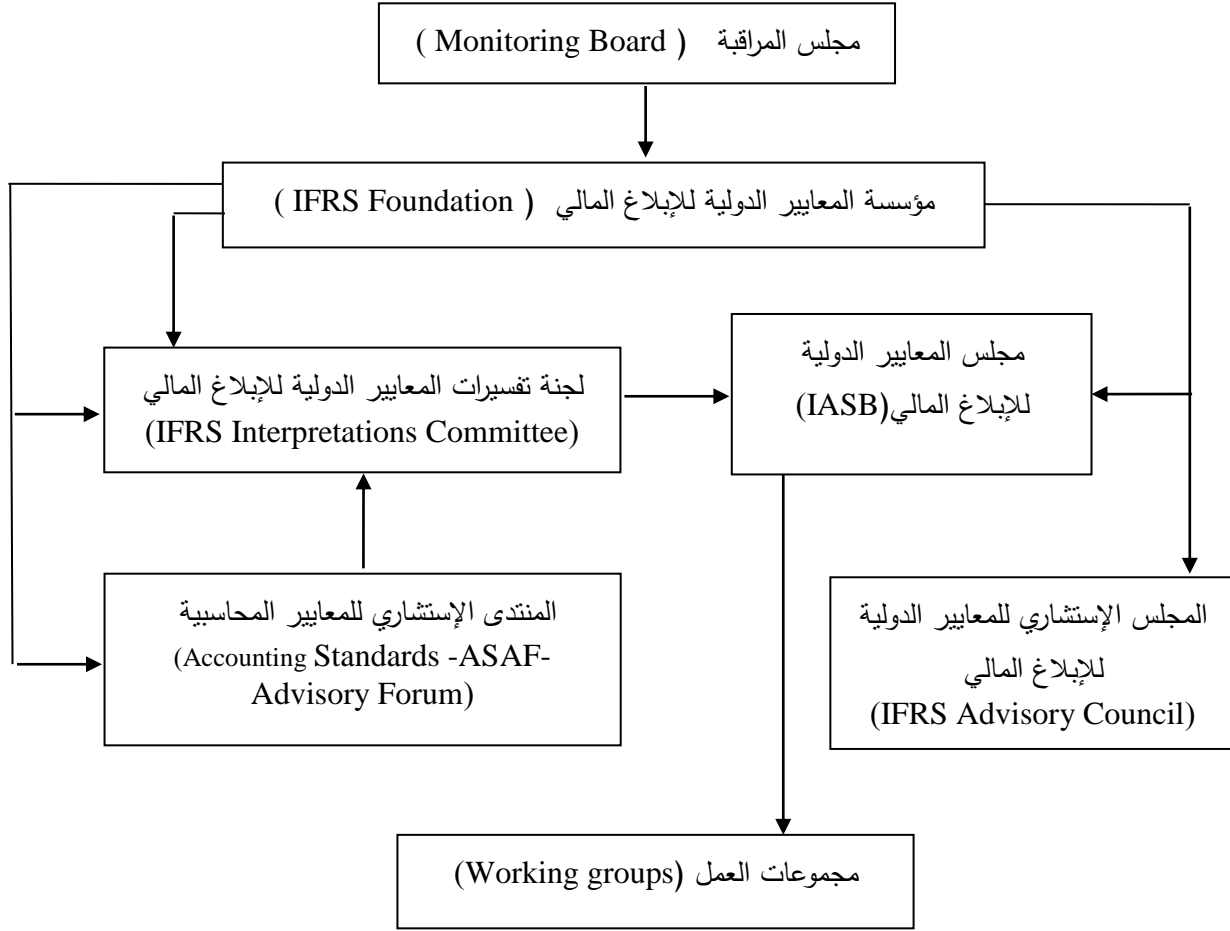 مجلس المراقبة ( Monitoring Board )
مؤسسة المعايير الدولية للإبلاغ المالي ( IFRS Foundation )
لجنة تفسيرات المعايير الدولية للإبلاغ المالي
(IFRS Interpretations Committee)
مجلس المعايير الدولية
للإبلاغ المالي(IASB)
المنتدى الإستشاري للمعايير المحاسبية
(Accounting Standards -ASAF-
Advisory Forum)
المجلس الإستشاري للمعايير الدولية
للإبلاغ المالي
(IFRS Advisory Council)
مجموعات العمل (Working groups)